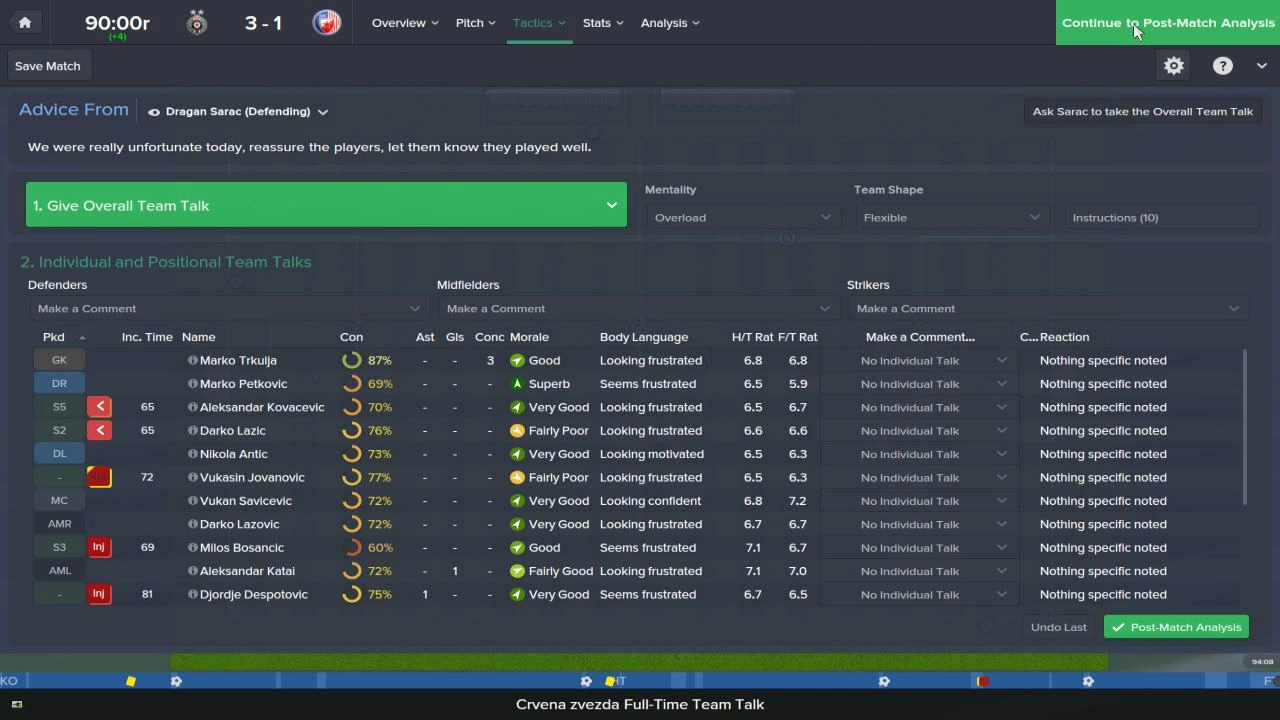 90:00r
(+4)
3 - 1
Overview
Pitch
Tactics
Stats
Analysis
Continue to Post-Match Analysis
Save Match
?
Advice From
Dragan Sarac (Defending)
Ask Sarac to take the Overall Team Talk
We were really unfortunate today, reassure the players, let them know they played well.
1. Give Overall Team Talk
Mentality
Team Shape
Overload
Flexible
Instructions (10)
2. Individual and Positional Team Talks
Defenders
Midfielders
Strikers
Make a Comment
Make a Comment
Make a Comment
Pkd Inc. Time Name Con Ast Gls Conc Morale Body Language H/T Rat F/T Rat Make a Comment... C... Reaction
GK Marko Trkulja 87% - - 3 Good Looking frustrated 6.8 6.8 No Individual Talk Nothing specific noted
DR Marko Petkovic 69% - - - Superb Seems frustrated 6.5 5.9 No Individual Talk Nothing specific noted
S5 65 Aleksandar Kovacevic 70% - - - Very Good Looking frustrated 6.5 6.7 No Individual Talk Nothing specific noted
S2 65 Darko Lazic 76% - - - Fairly Poor Looking frustrated 6.6 6.6 No Individual Talk Nothing specific noted
DL Nikola Antic 73% - - - Very Good Looking motivated 6.5 6.3 No Individual Talk Nothing specific noted
- 72 Vukasin Jovanovic 77% - - - Fairly Poor Looking frustrated 6.5 6.3 No Individual Talk Nothing specific noted
MC Vukan Savicevic 72% - - - Very Good Looking confident 6.8 7.2 No Individual Talk Nothing specific noted
AMR Darko Lazovic 72% - - - Very Good Looking frustrated 6.7 6.7 No Individual Talk Nothing specific noted
S3 Inj 69 Milos Bosancic 60% - - - Good Seems frustrated 7.1 6.7 No Individual Talk Nothing specific noted
AML Aleksandar Katai 72% - 1 - Fairly Good Looking frustrated 7.1 7.0 No Individual Talk Nothing specific noted
- Inj 81 Djordje Despotovic 75% 1 - - Very Good Seems frustrated 6.7 6.5 No Individual Talk Nothing specific noted
Undo Last
Post-Match Analysis
94:08
KO
HT
FT
Crvena zvezda Full-Time Team Talk